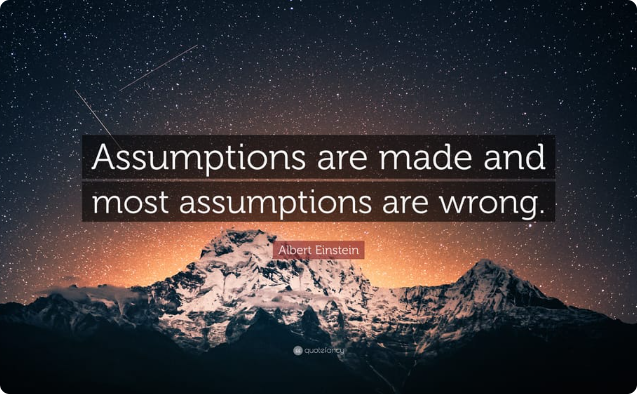 Assumptions are made and
most assumptions are wrong.
Albert Einstein
quotefancy